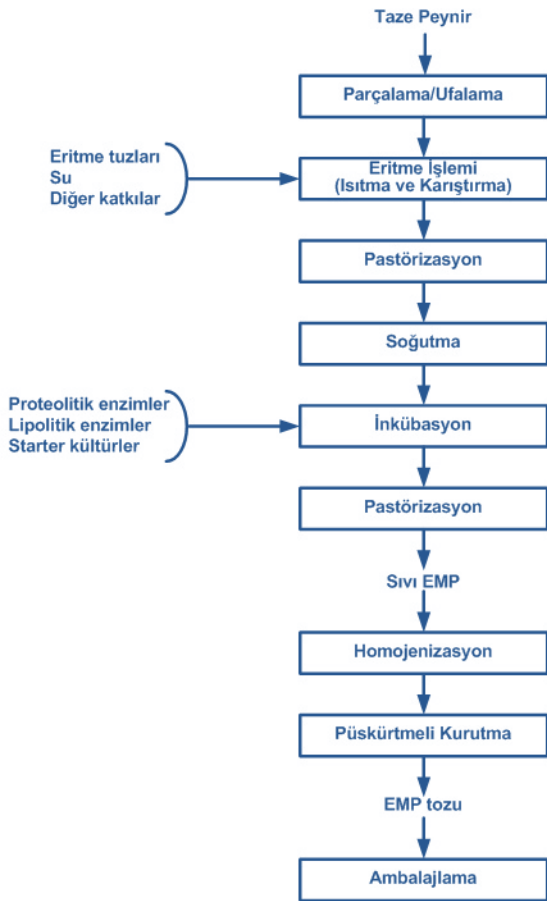 Taze Peynir
Parçalama/Ufalama
Eritme tuzları
Su
Diğer katkılar
Eritme İşlemi
(Isıtma ve Karıştırma)
Pastörizasyon
Soğutma
Proteolitik enzimler
Lipolitik enzimler
Starter kültürler
İnkübasyon
Pastörizasyon
Sıvı EMP
Homojenizasyon
Püskürtmeli Kurutma
EMP tozu
Ambalajlama